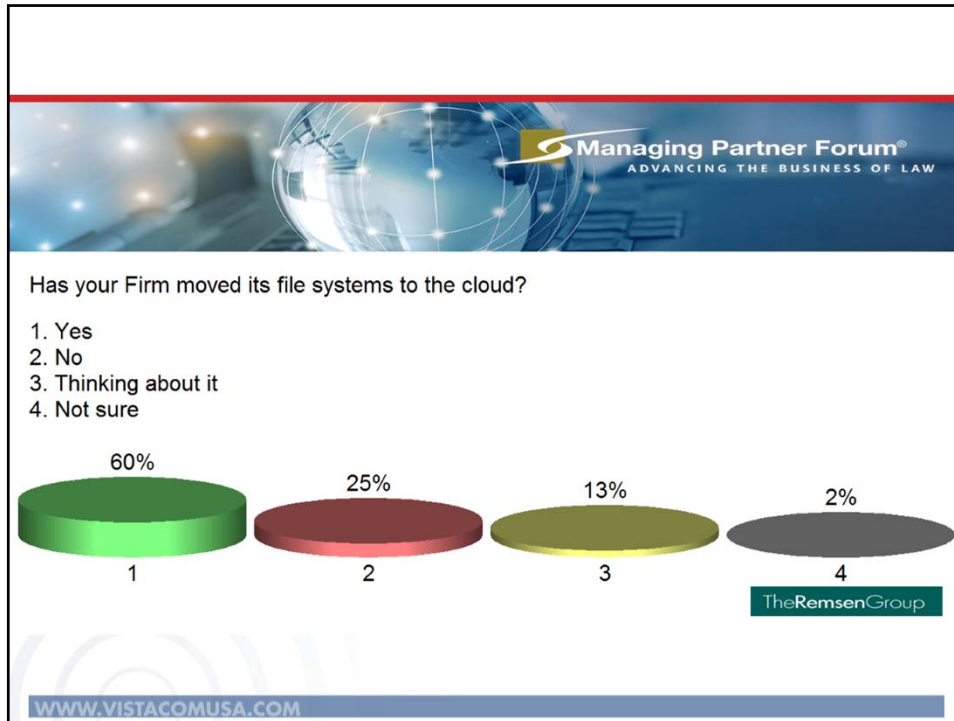 Managing Partner Forum®
ADVANCING THE BUSINESS OF LAW
Has your Firm moved its file systems to the cloud?
1. Yes
2. No
3. Thinking about it
4. Not sure
60% 25% 13% 2%
1 2 3 4
TheRemsenGroup
WWW.VISTACOMUSA.COM